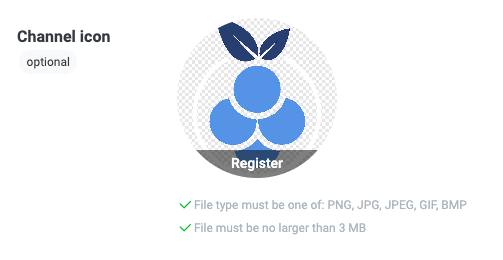 Channel icon
optional
Register
File type must be one of: PNG, JPG, JPEG, GIF, BMP
File must be no larger than 3 MB